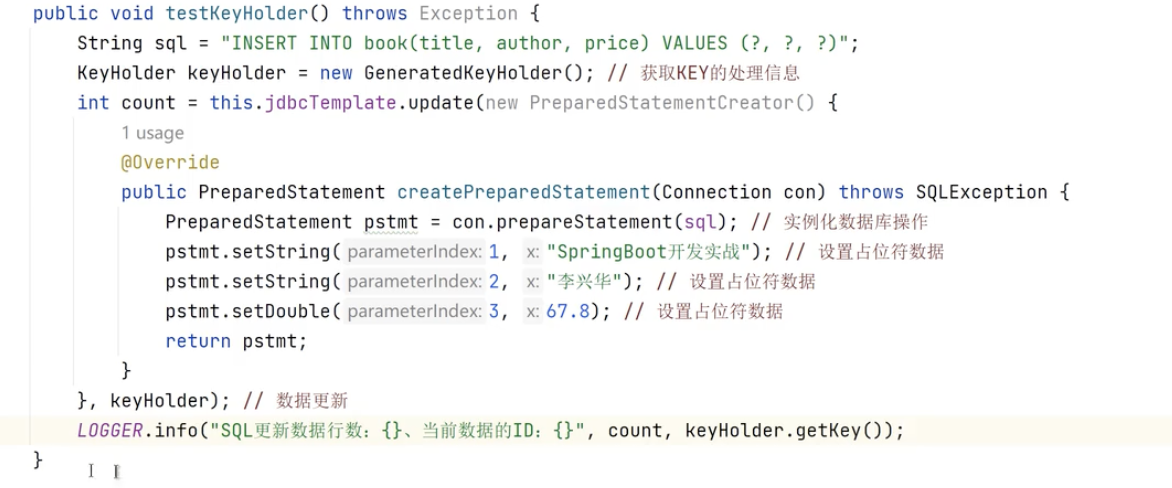 public void testKeyHolder() throws Exception {
String sql = "INSERT INTO book(title, author, price) VALUES (?, ?, ?)";
KeyHolder keyHolder = new GeneratedKeyHolder(); // 获取KEY的处理信息
int count = this.jdbcTemplate.update(new PreparedStatementCreator() {
1 usage
@Override
public PreparedStatement createPreparedStatement(Connection con) throws SQLException {
PreparedStatement pstmt = con.prepareStatement(sql); // 实例化数据库操作
pstmt.setString( parameterIndex: 1, x: "SpringBoot开发实战"); // 设置占位符数据
pstmt.setString( parameterIndex: 2, x: "李兴华"); // 设置占位符数据
pstmt.setDouble( parameterIndex: 3, x: 67.8); // 设置占位符数据
return pstmt;
}
}, keyHolder); // 数据更新
LOGGER.info("SQL更新数据行数：{}、当前数据的ID：{}", count, keyHolder.getKey());
}